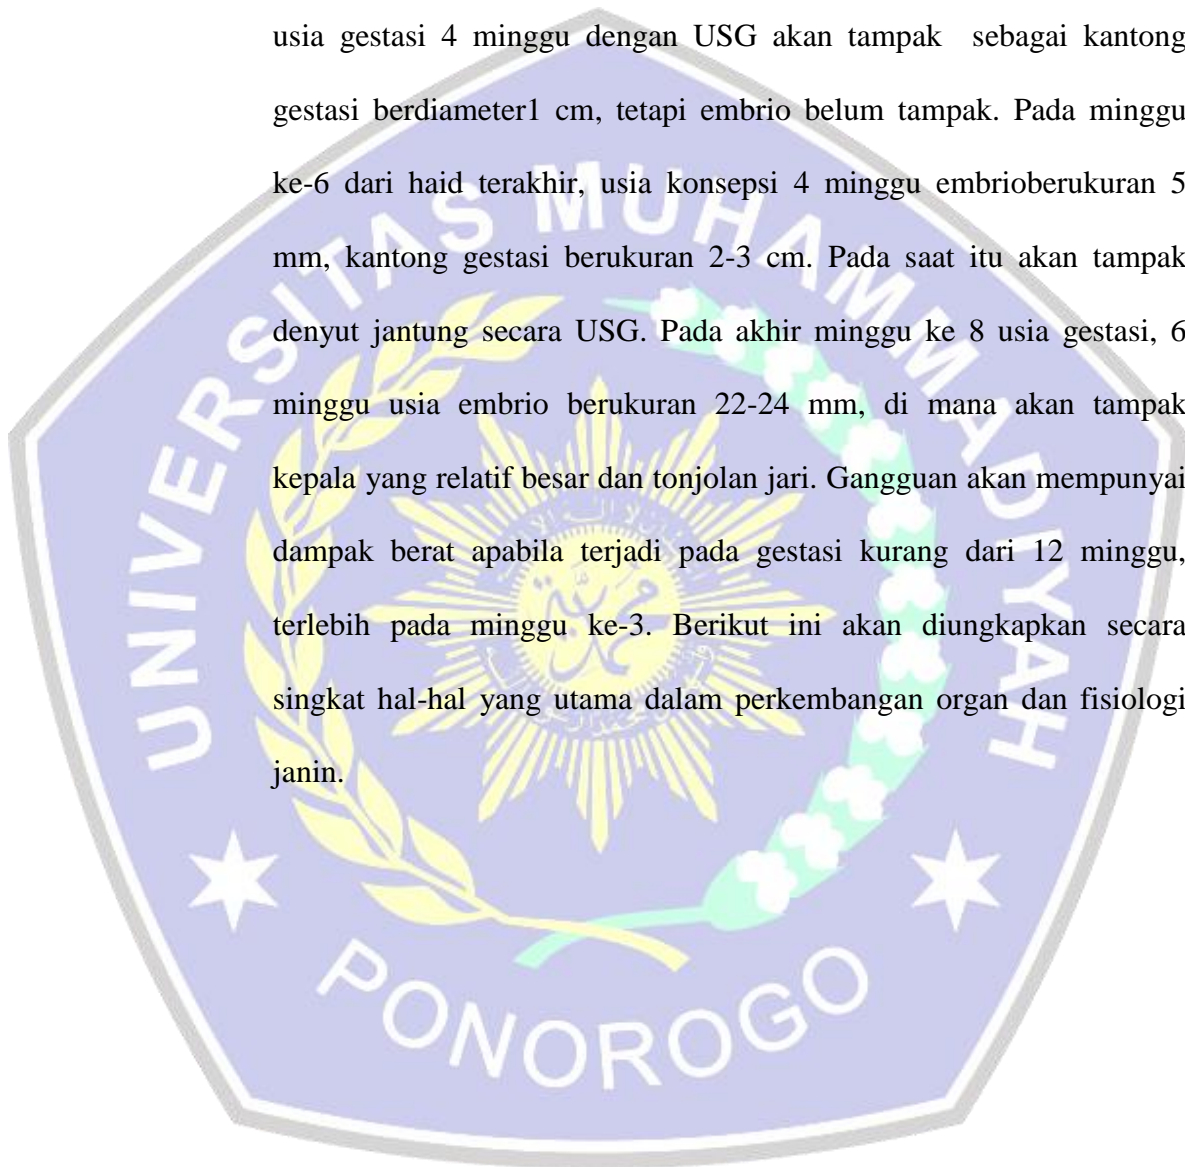 usia gestasi 4 minggu dengan USG akan tampak sebagai kantong
gestasi berdiameter1 cm, tetapi embrio belum tampak. Pada minggu
ke-6 dari haid terakhir, usia konsepsi 4 minggu embrioberukuran 5
mm, kantong gestasi berukuran 2-3 cm. Pada saat itu akan tampak
denyut jantung secara USG. Pada akhir minggu ke 8 usia gestasi, 6
minggu usia embrio berukuran 22-24 mm, di mana akan tampak
kepala yang relatif besar dan tonjolan jari. Gangguan akan mempunyai
dampak berat apabila terjadi pada gestasi kurang dari 12 minggu,
terlebih pada minggu ke-3. Berikut ini akan diungkapkan secara
singkat hal-hal yang utama dalam perkembangan organ dan fisiologi
janin.
UNIVERSITAS MUHAMMADIYAH
PONOROGO